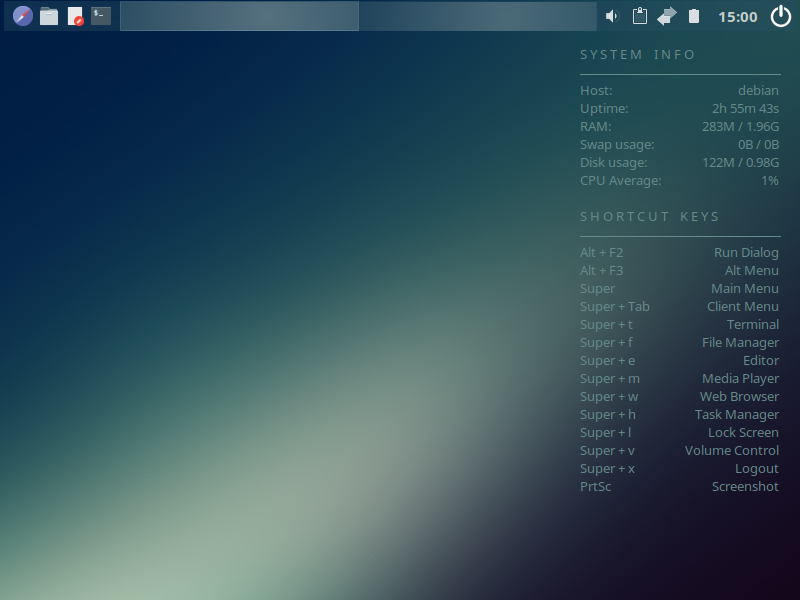 $_
15:00
SYSTEM INFO
Host: debian
Uptime: 2h 55m 43s
RAM: 283M / 1.96G
Swap usage: 0B / 0B
Disk usage: 122M / 0.98G
CPU Average: 1%
SHORTCUT KEYS
Alt + F2 Run Dialog
Alt + F3 Alt Menu
Super Main Menu
Super + Tab Client Menu
Super + t Terminal
Super + f File Manager
Super + e Editor
Super + m Media Player
Super + w Web Browser
Super + h Task Manager
Super + l Lock Screen
Super + v Volume Control
Super + x Logout
PrtSc Screenshot